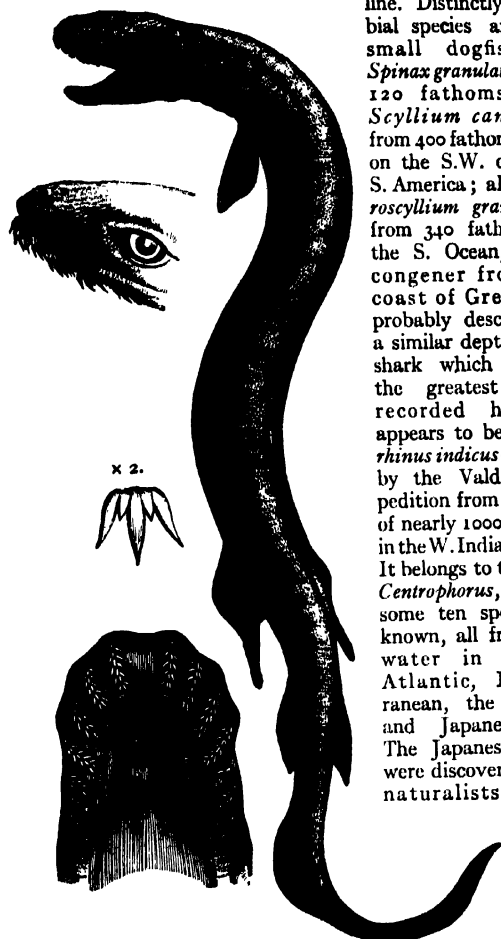 line. Distinctly
bial species a
small dogfis
Spinax granula
120 fathoms
Scyllium can
from 400 fathom
on the S.W. o
S. America; al
roscyllium gra
from 340 fath
the S. Ocean,
congener fro
coast of Gre
probably desc
a similar dept
shark which
the greatest
recorded h
appears to be
rhinus indicus
by the Vald
pedition from
of nearly 1000
in the W. India
It belongs to t
Centrophorus,
some ten sp
known, all fr
water in
Atlantic,
ranean, the
and Japane
The Japanes
were discover
naturalists
× 2.